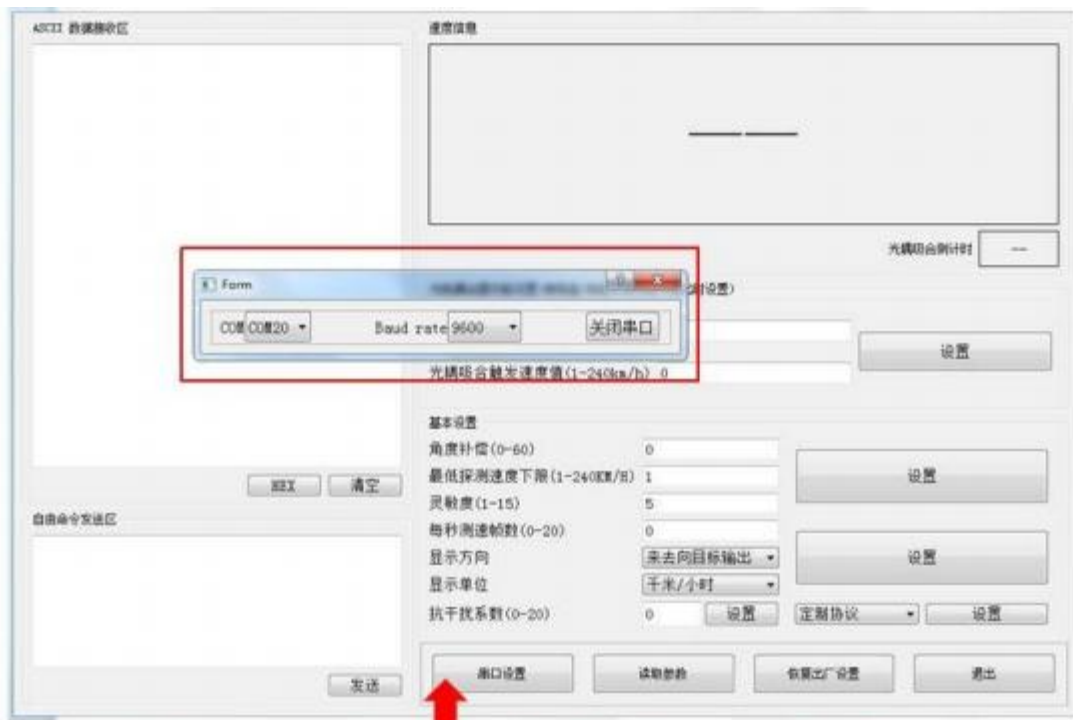 ASCII 数据接收区
HEX
清空
自由命令发送区
发送
速度信息
光耦吸合倒计时
--
Form
COM COM20
Baud rate 9600
关闭串口
时设置)
设置
光耦吸合触发速度值(1-240km/h) 0
基本设置
角度补偿(0-60) 0
最低探测速度下限(1-240KM/H) 1
设置
灵敏度(1-15) 5
每秒测速帧数(0-20) 0
显示方向 来去向目标输出
设置
显示单位 千米/小时
抗干扰系数(0-20) 0 设置 定制协议 设置
串口设置 读取参数 恢复出厂设置 退出